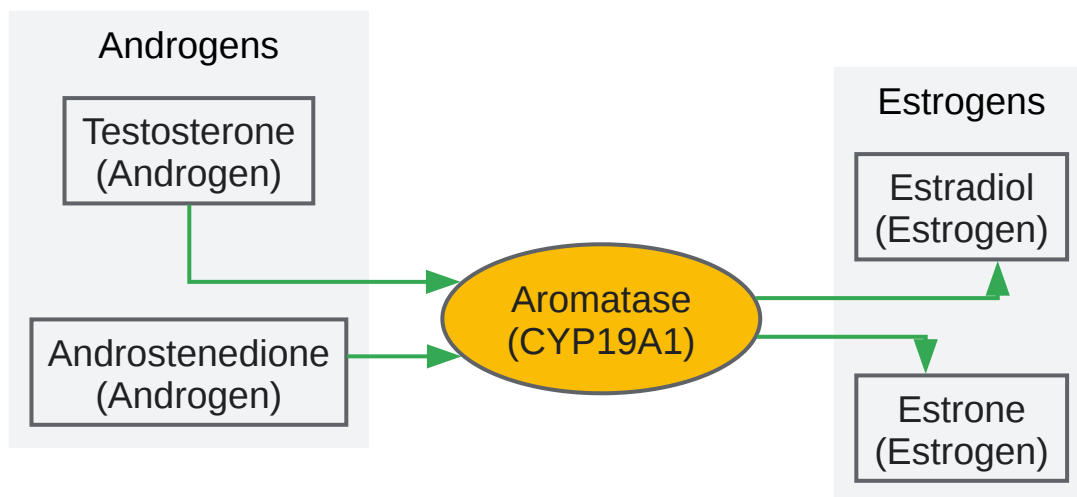 Androgens
Testosterone
(Androgen)
Androstenedione
(Androgen)
Aromatase
(CYP19A1)
Estrogens
Estradiol
(Estrogen)
Estrone
(Estrogen)